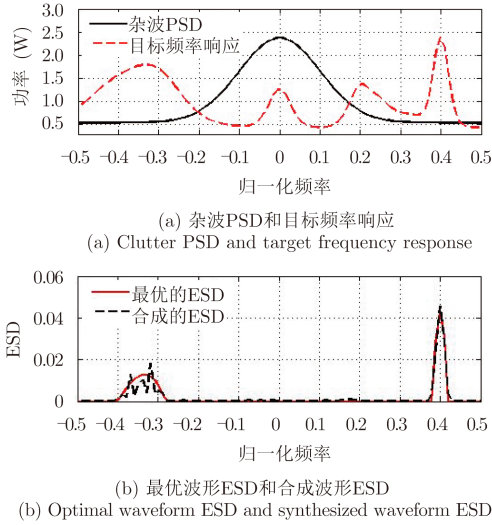 3.0
2.5
2.0
1.5
1.0
0.5
功率 (W)
杂波PSD
目标频率响应
−0.5 −0.4 −0.3 −0.2 −0.1 0 0.1 0.2 0.3 0.4 0.5
归一化频率
(a) 杂波PSD和目标频率响应
(a) Clutter PSD and target frequency response
0.06
0.04
0.02
0
ESD
最优的ESD
合成的ESD
−0.5 −0.4 −0.3 −0.2 −0.1 0 0.1 0.2 0.3 0.4 0.5
归一化频率
(b) 最优波形ESD和合成波形ESD
(b) Optimal waveform ESD and synthesized waveform ESD